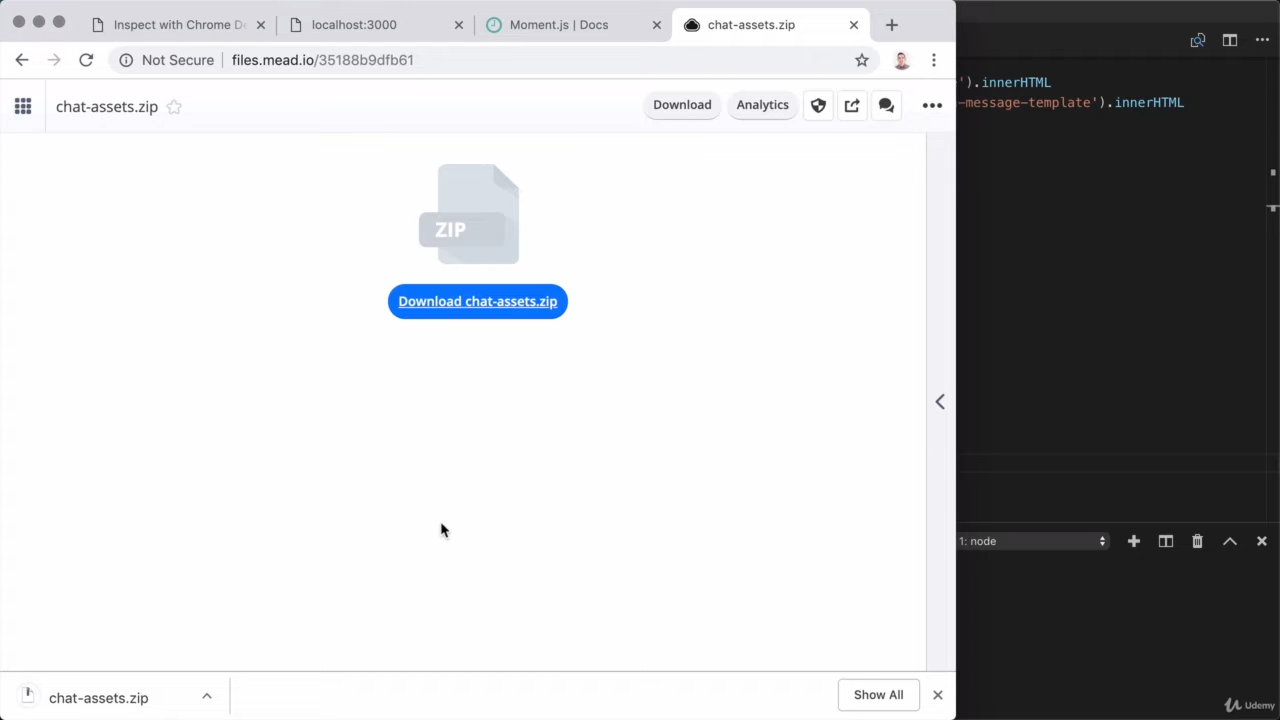 Inspect with Chrome De
localhost:3000
Moment.js | Docs
chat-assets.zip
Not Secure
files.mead.io/35188b9dfb61
chat-assets.zip
Download
Analytics
').innerHTML
-message-template').innerHTML
ZIP
Download chat-assets.zip
1: node
chat-assets.zip
Show All
Udemy